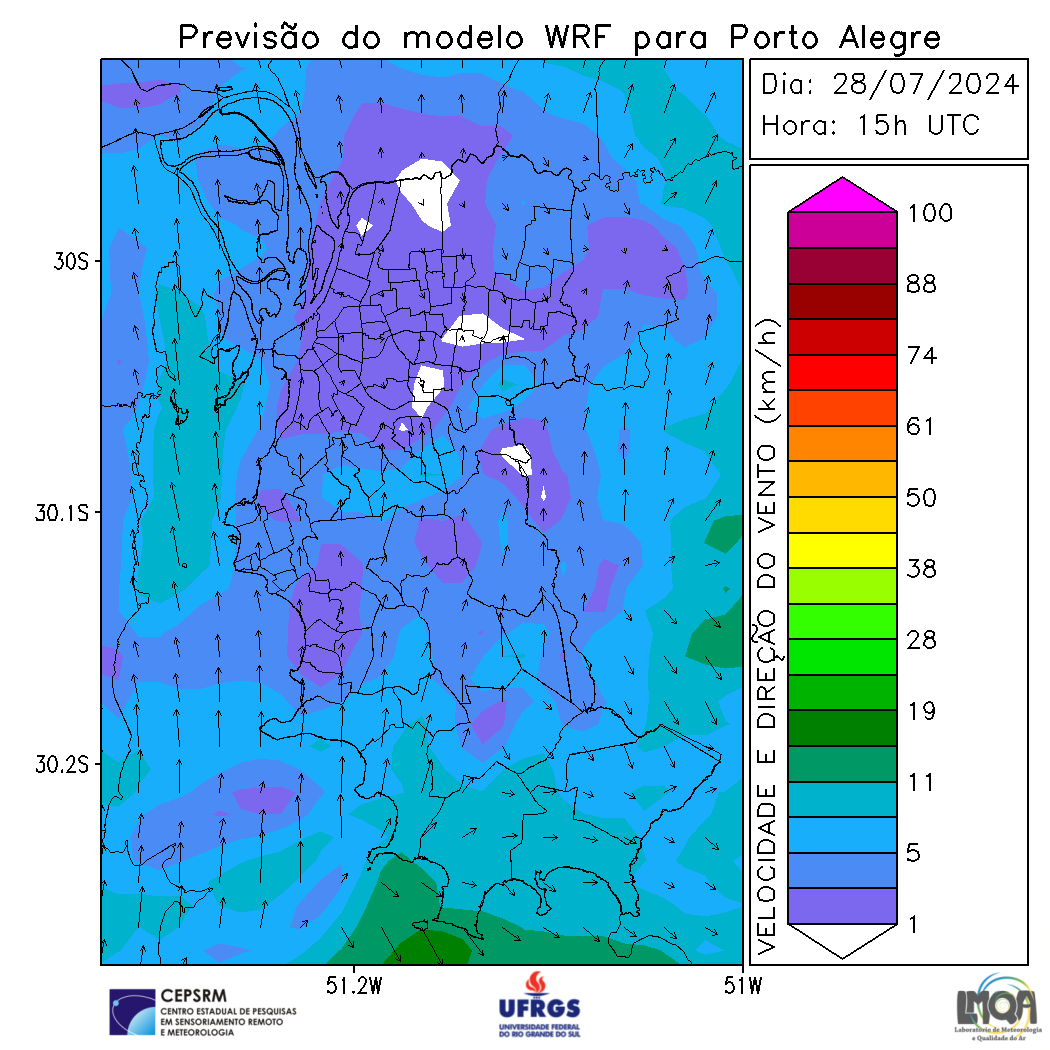 Previsão do modelo WRF para Porto Alegre
Dia: 28/07/2024
Hora: 15h UTC
30S
30.1S
30.2S
51.2W
51W
VELOCIDADE E DIREÇÃO DO VENTO (km/h)
100
88
74
61
50
38
28
19
11
5
1
CEPSRM
CENTRO ESTADUAL DE PESQUISAS
EM SENSORIAMENTO REMOTO
E METEOROLOGIA
UFRGS
UNIVERSIDADE FEDERAL
DO RIO GRANDE DO SUL
LMQA
Laboratório de Meteorologia
e Qualidade do Ar